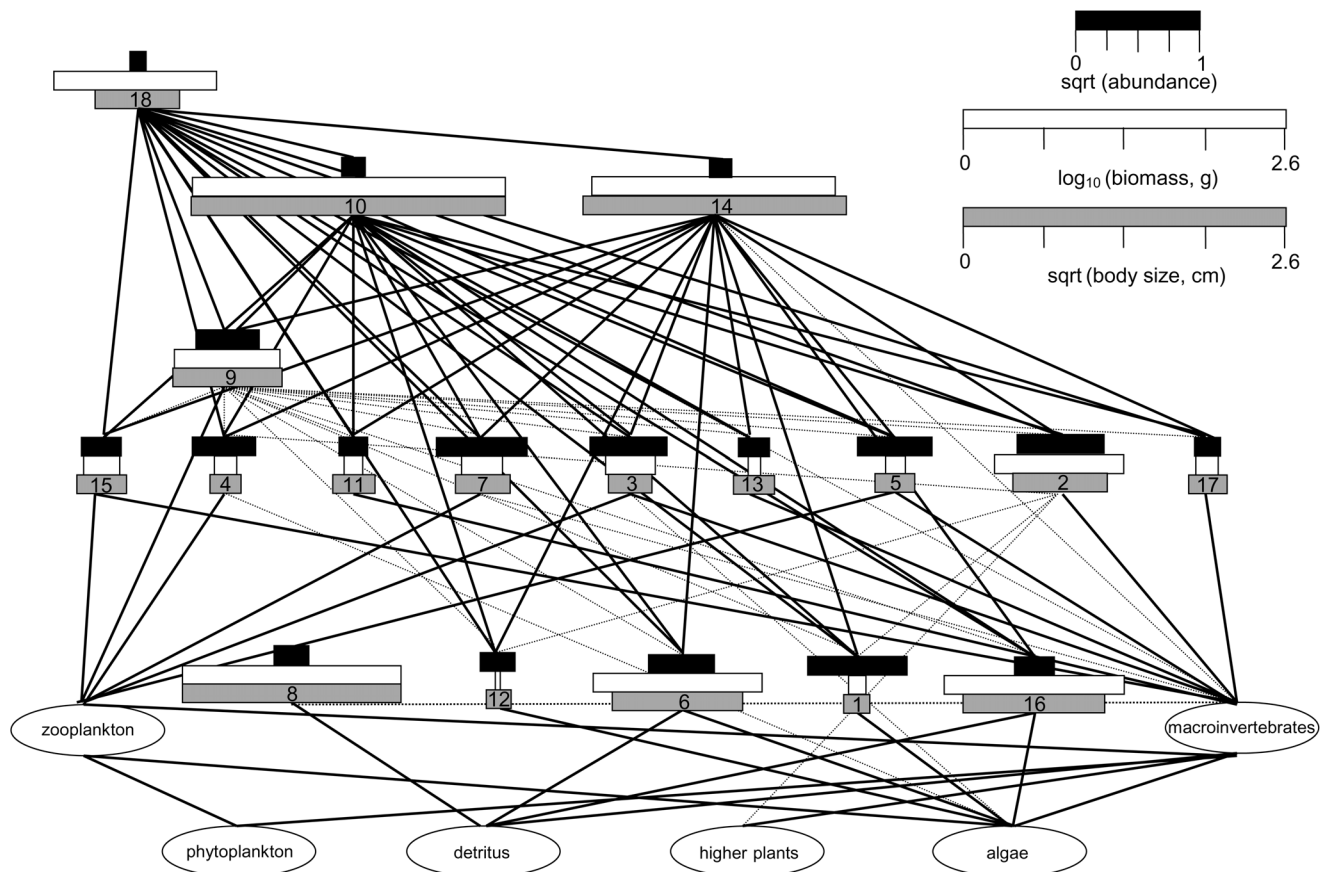 0 1
sqrt (abundance)
18
0 2.6
log₁₀ (biomass, g)
10 14
0 2.6
sqrt (body size, cm)
9
15 4 11 7 3 13 5 2 17
8 12 6 1 16
zooplankton macroinvertebrates
phytoplankton detritus higher plants algae